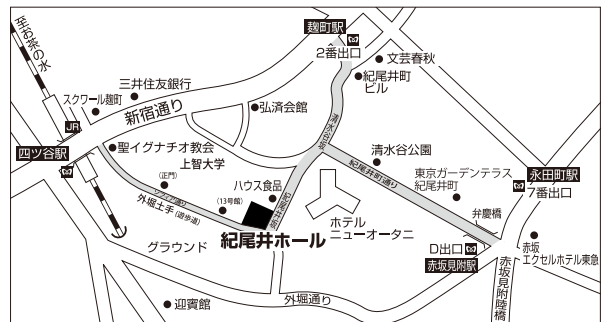 至お茶の水
麹町駅
2番出口
文芸春秋
紀尾井町
ビル
三井住友銀行
スクワール麹町
新宿通り
弘済会館
JR
四ツ谷駅
聖イグナチオ教会
上智大学
清水谷坂
清水谷公園
紀尾井町通り
東京ガーデンテラス
紀尾井町
永田町駅
7番出口
弁慶橋
(正門)
ソフィア通り
外堀土手(遊歩道)
(13号館)
ハウス食品
紀尾井坂
ホテル
ニューオータニ
グラウンド
紀尾井ホール
D出口
赤坂見附駅
赤坂
エクセルホテル東急
迎賓館
外堀通り
赤坂見附陸橋